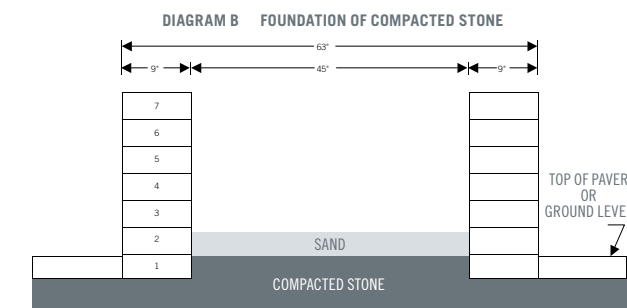 DIAGRAM B FOUNDATION OF COMPACTED STONE
63"
9" 45" 9"
7
6
5
4
3
2
1
TOP OF PAVER
OR
GROUND LEVE
SAND
COMPACTED STONE